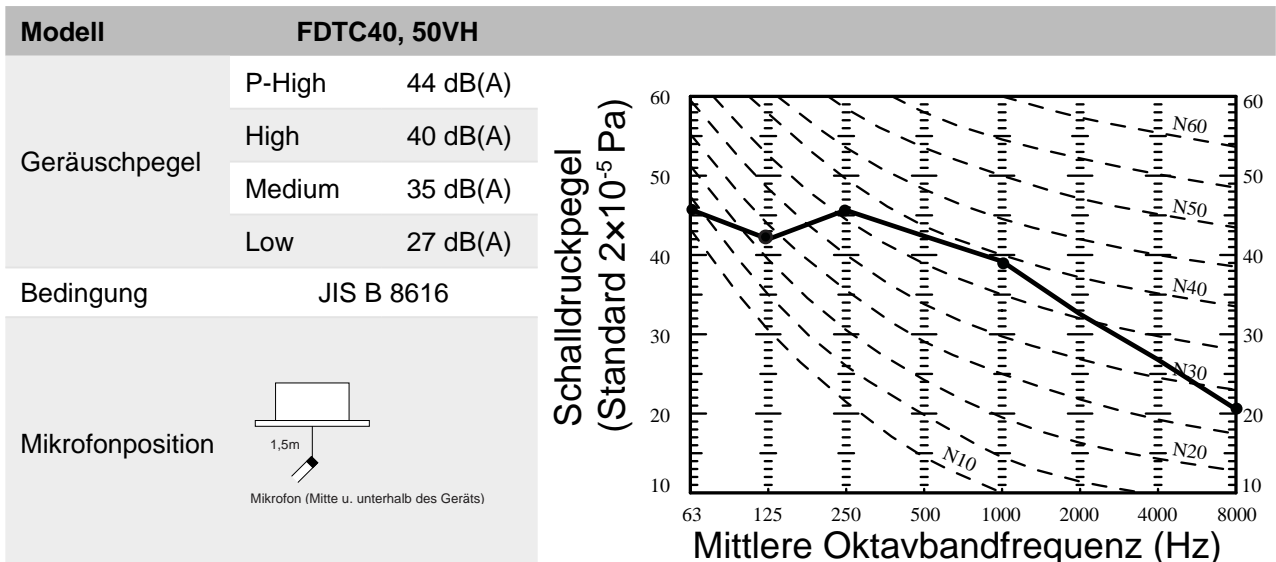 Modell FDTC40, 50VH
Geräuschpegel
P-High 44 dB(A)
High 40 dB(A)
Medium 35 dB(A)
Low 27 dB(A)
Bedingung JIS B 8616
Mikrofonposition
1,5m
Mikrofon (Mitte u. unterhalb des Geräts)
Schalldruckpegel
(Standard 2×10⁻⁵ Pa)
60
50
40
30
20
10
N60
N50
N40
N30
N20
N10
60
50
40
30
20
10
63 125 250 500 1000 2000 4000 8000
Mittlere Oktavbandfrequenz (Hz)